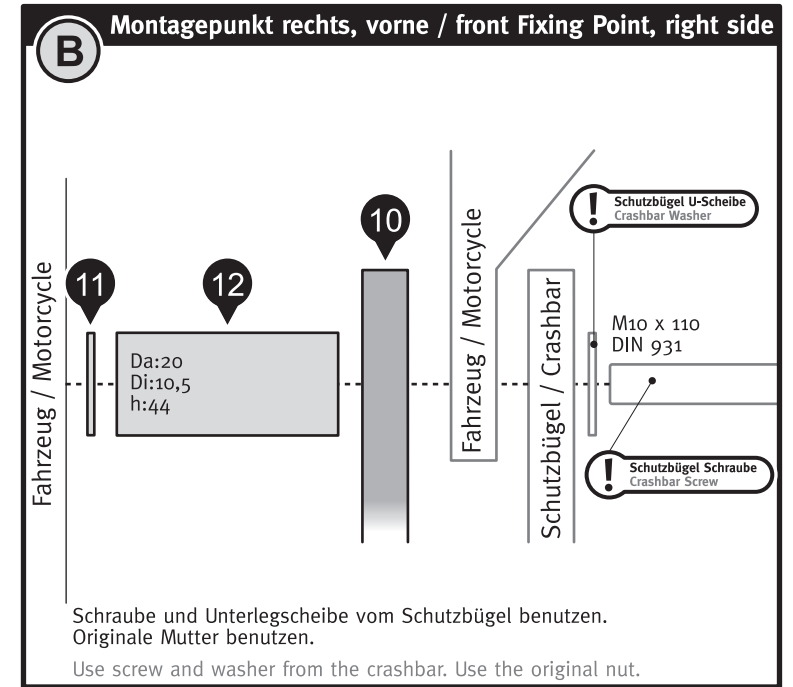 B
Montagepunkt rechts, vorne / front Fixing Point, right side
Fahrzeug / Motorcycle
11
12
Da:20
Di:10,5
h:44
10
Fahrzeug / Motorcycle
Schutzbügel / Crashbar
!
Schutzbügel U-Scheibe
Crashbar Washer
M10 x 110
DIN 931
!
Schutzbügel Schraube
Crashbar Screw
Schraube und Unterlegscheibe vom Schutzbügel benutzen.
Originale Mutter benutzen.
Use screw and washer from the crashbar. Use the original nut.